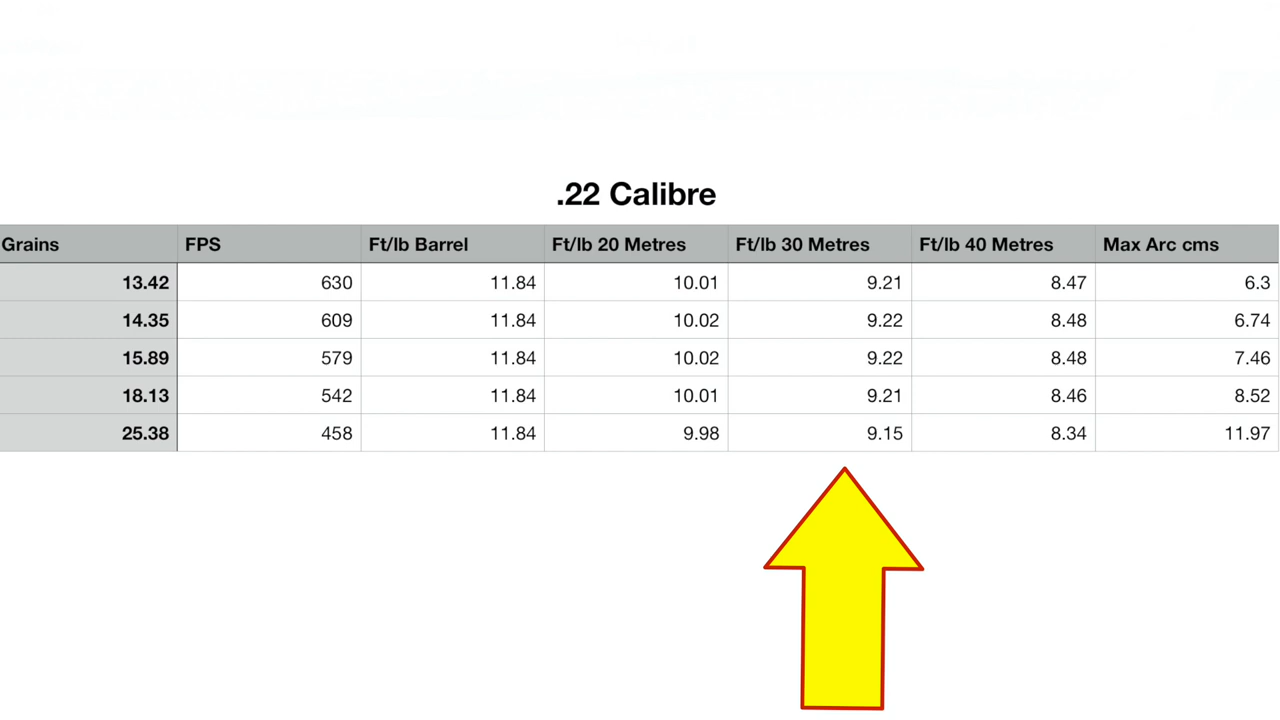 .22 Calibre
Grains FPS Ft/lb Barrel Ft/lb 20 Metres Ft/lb 30 Metres Ft/lb 40 Metres Max Arc cms
13.42 630 11.84 10.01 9.21 8.47 6.3
14.35 609 11.84 10.02 9.22 8.48 6.74
15.89 579 11.84 10.02 9.22 8.48 7.46
18.13 542 11.84 10.01 9.21 8.46 8.52
25.38 458 11.84 9.98 9.15 8.34 11.97